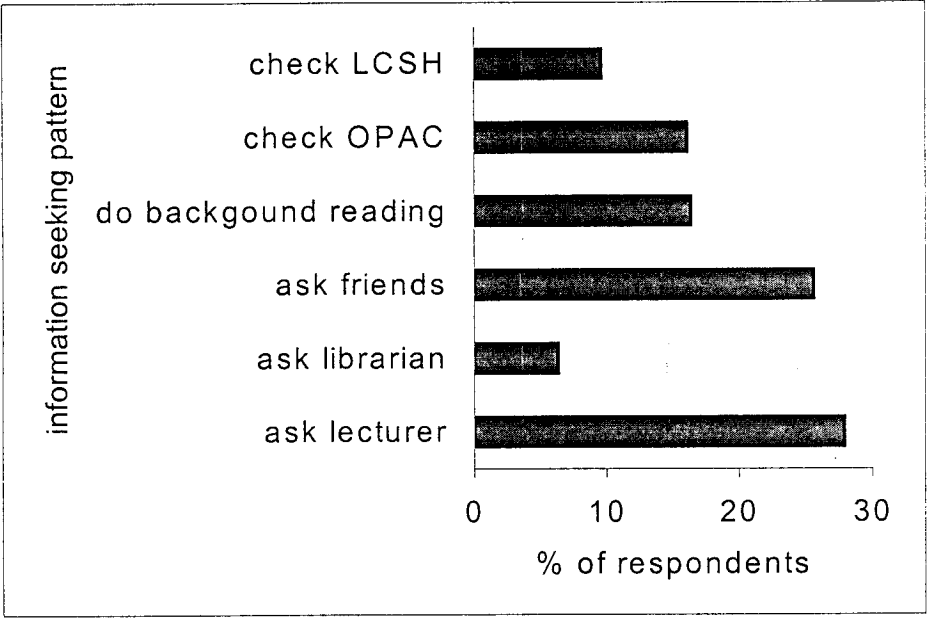 information seeking pattern
check LCSH
check OPAC
do backgound reading
ask friends
ask librarian
ask lecturer
0 10 20 30
% of respondents